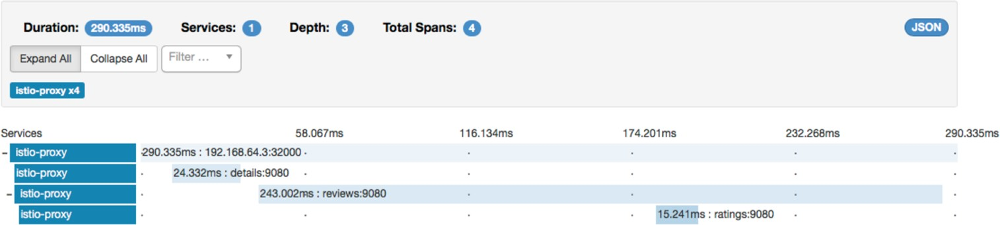 Duration: 290.335ms Services: 1 Depth: 3 Total Spans: 4 JSON
Expand All Collapse All Filter ...
istio-proxy x4
Services 58.067ms 116.134ms 174.201ms 232.268ms 290.335ms
- istio-proxy 290.335ms : 192.168.64.3:32000
istio-proxy 24.332ms : details:9080
- istio-proxy 243.002ms : reviews:9080
istio-proxy 15.241ms : ratings:9080